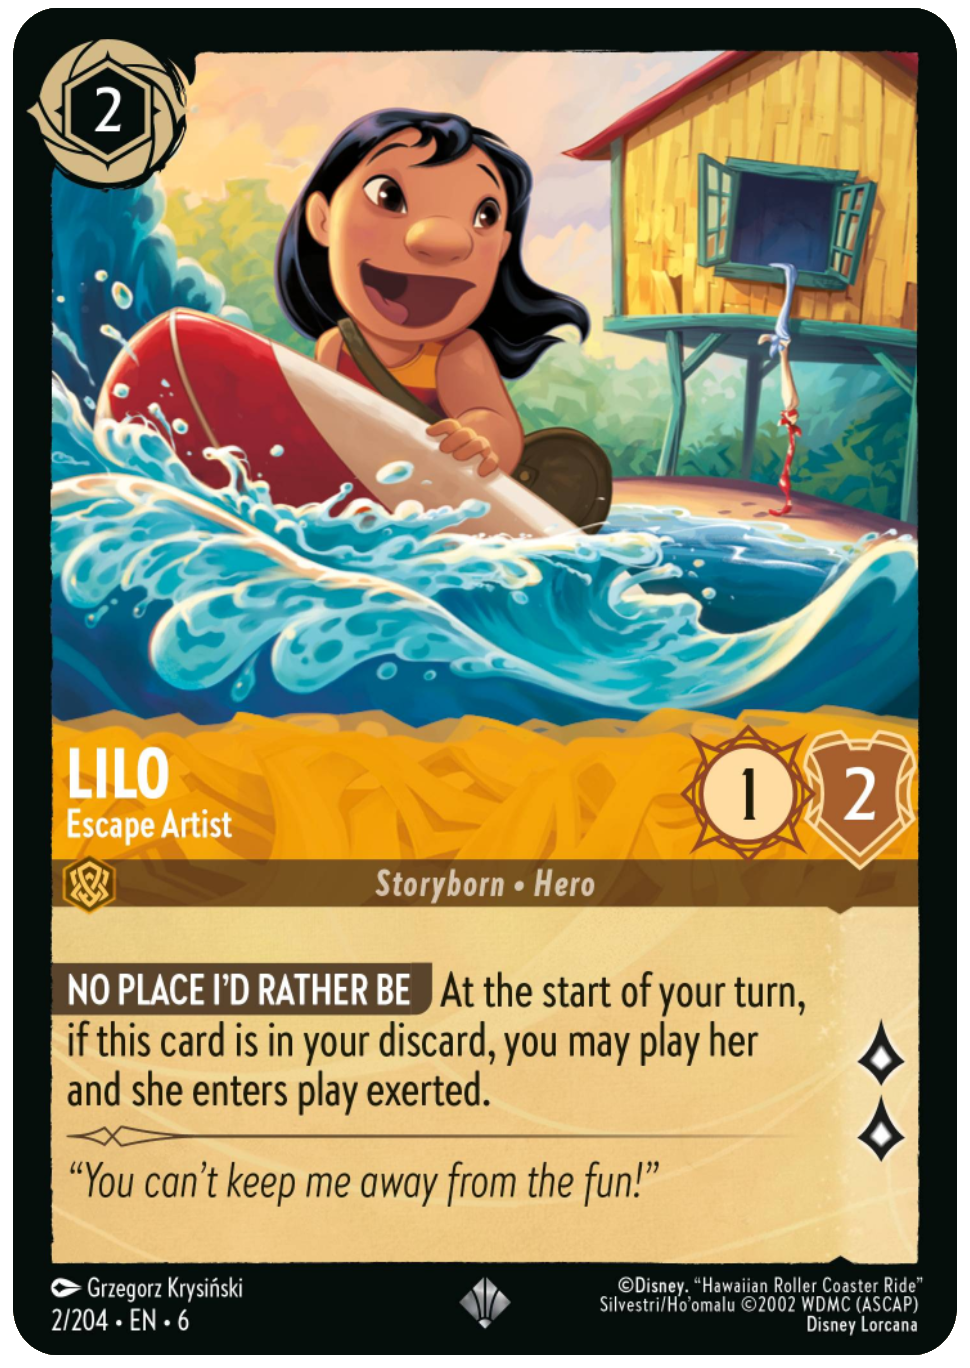 2
LILO
Escape Artist
1
2
Storyborn • Hero
NO PLACE I’D RATHER BE At the start of your turn,
if this card is in your discard, you may play her
and she enters play exerted.
“You can’t keep me away from the fun!”
Grzegorz Krysiński
2/204 • EN • 6
©Disney. “Hawaiian Roller Coaster Ride”
Silvestri/Ho’omalu ©2002 WDMC (ASCAP)
Disney Lorcana